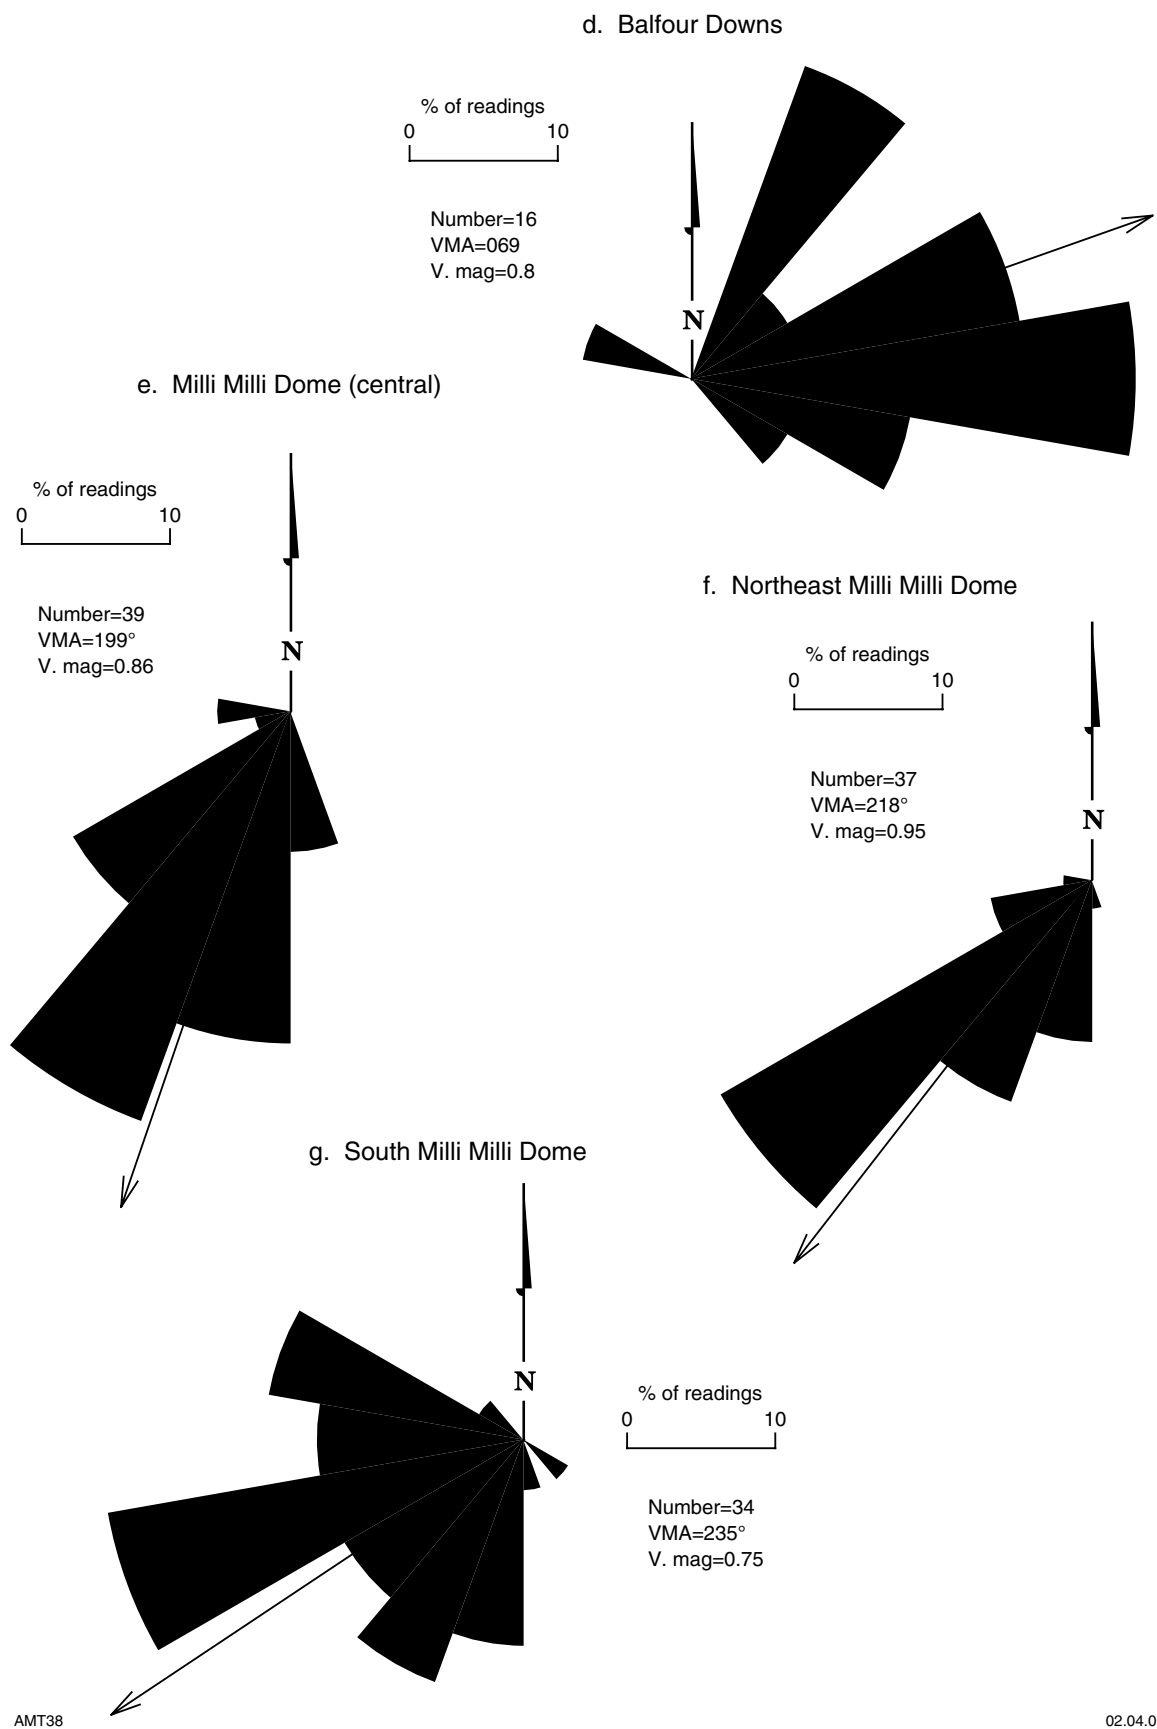 d. Balfour Downs
% of readings
0 10
Number=16
VMA=069
V. mag=0.8
N
e. Milli Milli Dome (central)
% of readings
0 10
Number=39
VMA=199°
V. mag=0.86
N
f. Northeast Milli Milli Dome
% of readings
0 10
Number=37
VMA=218°
V. mag=0.95
N
g. South Milli Milli Dome
N
% of readings
0 10
Number=34
VMA=235°
V. mag=0.75
AMT38
02.04.0